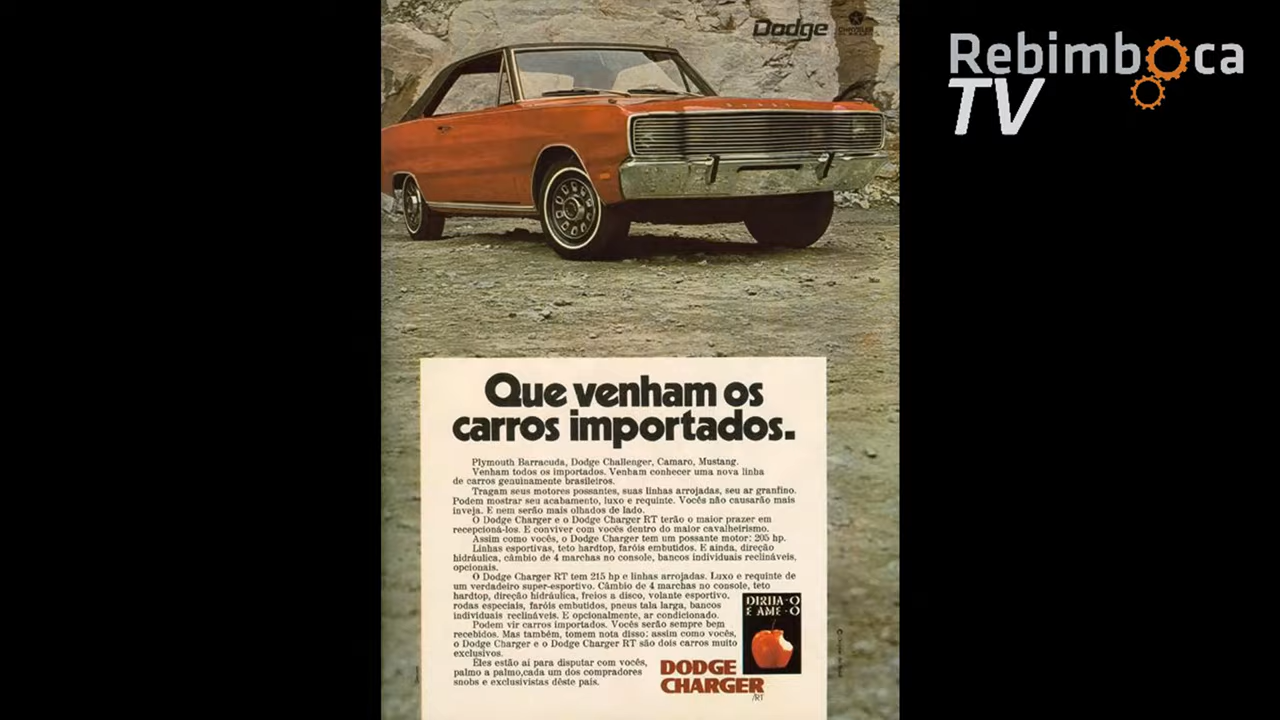 Dodge
CHRYSLER
Rebimboca
TV
Que venham os
carros importados.
Plymouth Barracuda, Dodge Challenger, Camaro, Mustang.
Venham todos os importados. Venham conhecer uma nova linha
de carros genuinamente brasileiros.
Tragam seus motores possantes, suas linhas arrojadas, seu ar granfino.
Podem mostrar seu acabamento, luxo e requinte. Vocês não causarão mais
inveja. E nem serão mais olhados de lado.
O Dodge Charger e o Dodge Charger RT terão o maior prazer em
recepcioná-los. E conviver com vocês dentro do maior cavalheirismo.
Assim como vocês, o Dodge Charger tem um possante motor: 205 hp.
Linhas esportivas, teto hardtop, faróis embutidos. E ainda, direção
hidráulica, câmbio de 4 marchas no console, bancos individuais reclináveis,
opcionais.
O Dodge Charger RT tem 215 hp e linhas arrojadas. Luxo e requinte de
um verdadeiro super-esportivo. Câmbio de 4 marchas no console, teto
hardtop, direção hidráulica, freios a disco, volante esportivo,
rodas especiais, faróis embutidos, pneus tala larga, bancos
individuais reclináveis. E opcionalmente, ar condicionado.
Podem vir carros importados. Vocês serão sempre bem
recebidos. Mas também, tomem nota disso: assim como vocês,
o Dodge Charger e o Dodge Charger RT são dois carros muito
exclusivos.
Eles estão aí para disputar com vocês,
palmo a palmo,cada um dos compradores
snobs e exclusivistas dêste país.
DIRIJA-O
E AME-O
DODGE
CHARGER
/RT